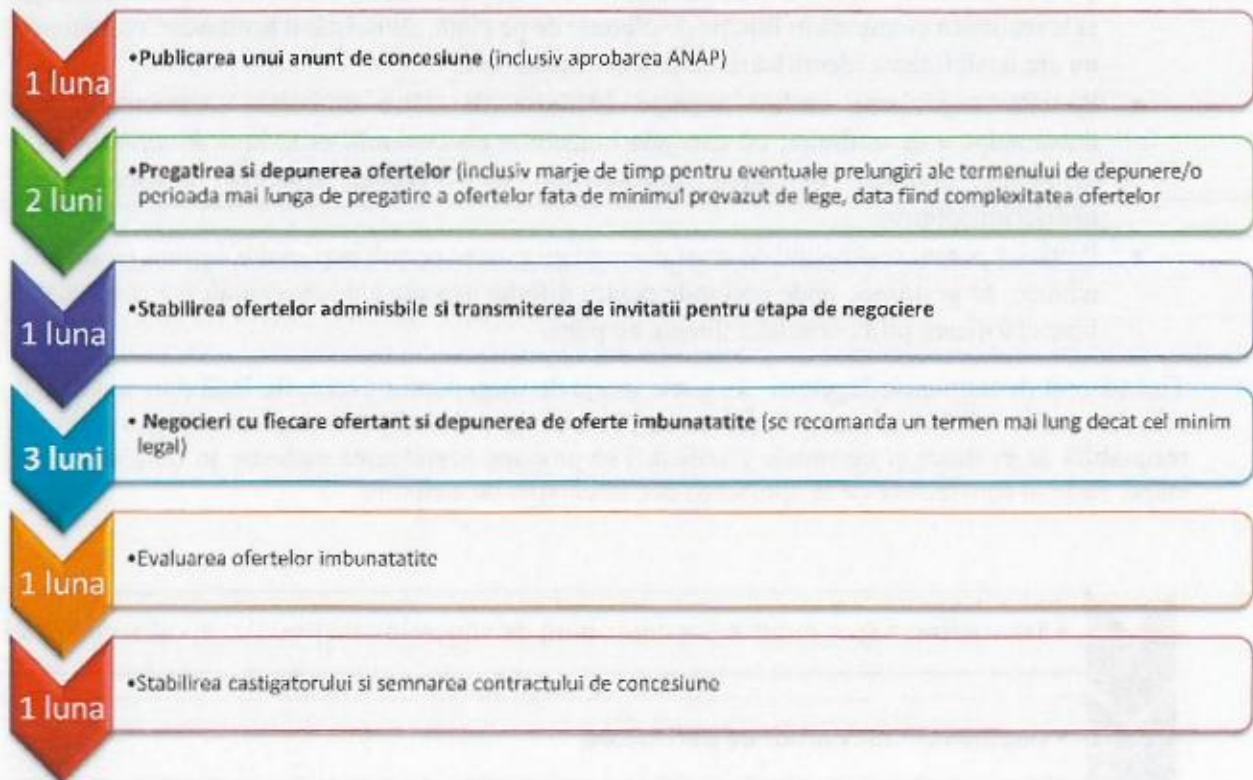 1 luna
•Publicarea unui anunt de concesiune (inclusiv aprobarea ANAP)
2 luni
•Pregatirea si depunerea ofertelor (inclusiv marje de timp pentru eventuale prelungiri ale termenului de depunere/o
perioada mai lunga de pregatire a ofertelor fata de minimul prevazut de lege, data fiind complexitatea ofertelor
1 luna
•Stabilirea ofertelor adminisbile si transmiterea de invitatii pentru etapa de negociere
3 luni
• Negocieri cu fiecare ofertant si depunerea de oferte imbunatatite (se recomanda un termen mai lung decat cel minim
legal)
1 luna
•Evaluarea ofertelor imbunatatite
1 luna
•Stabilirea castigatorului si semnarea contractului de concesiune